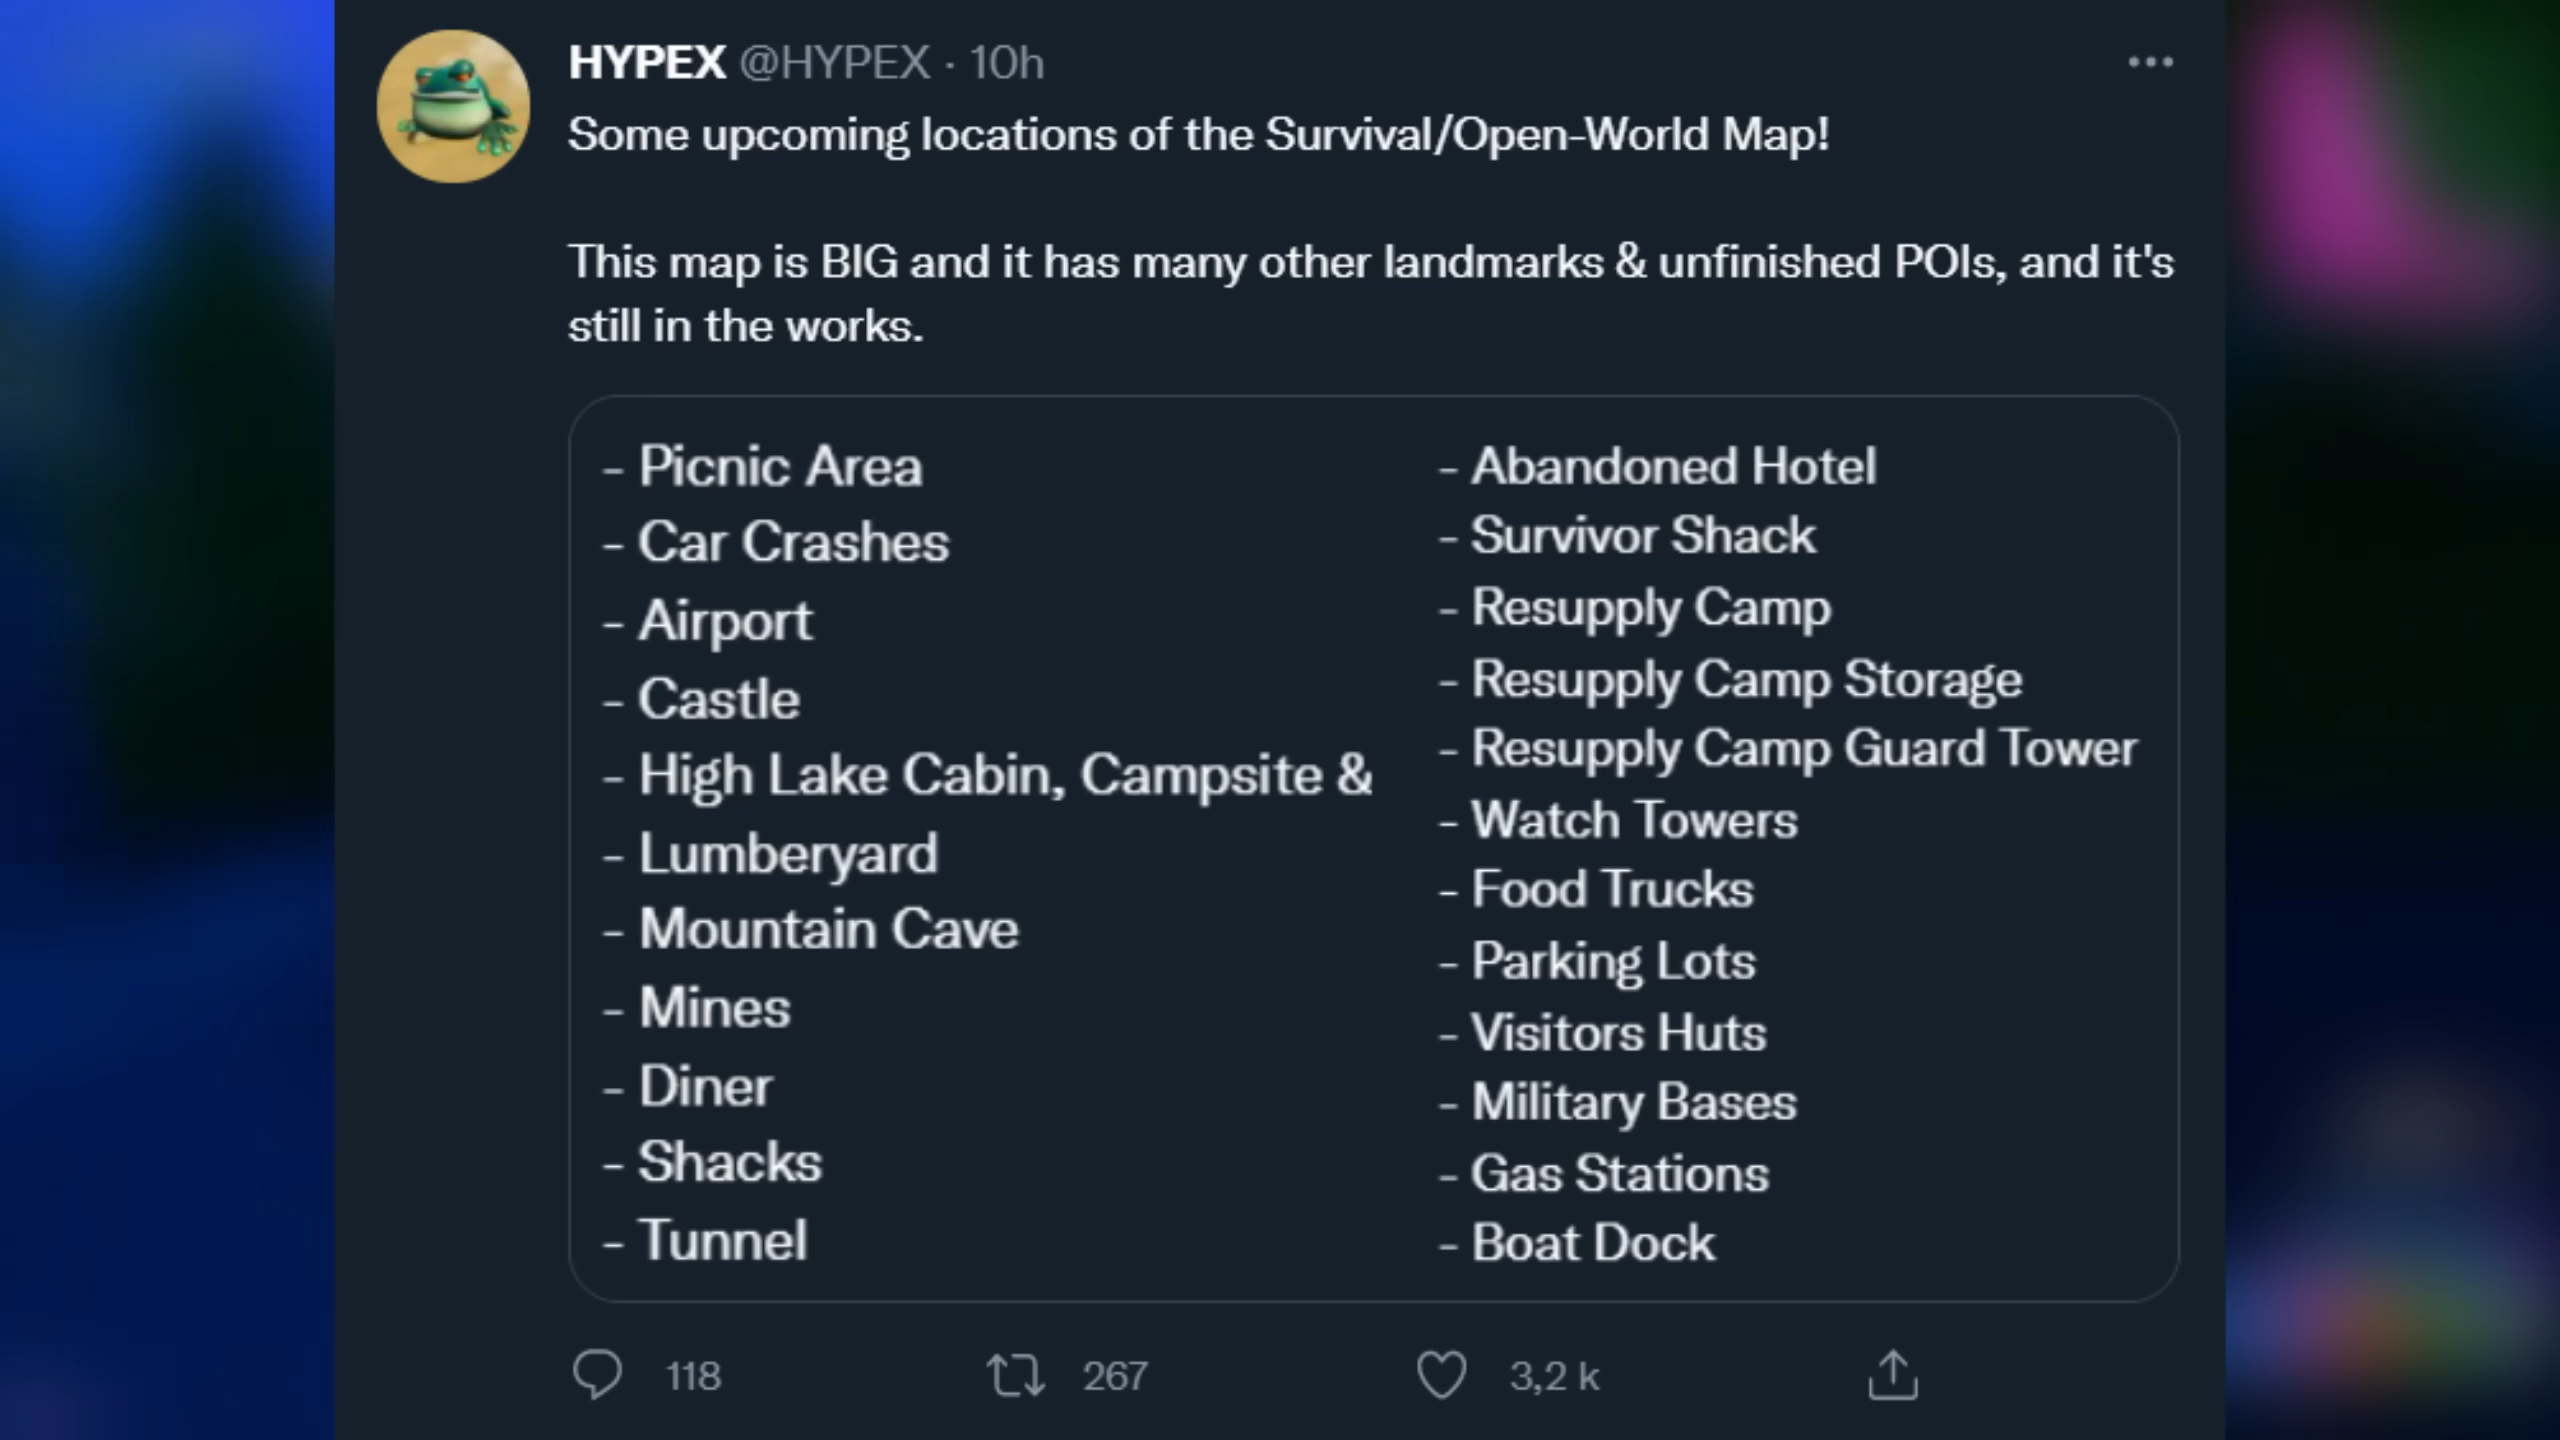 HYPEX @HYPEX · 10h
Some upcoming locations of the Survival/Open-World Map!
This map is BIG and it has many other landmarks & unfinished POIs, and it's
still in the works.
- Picnic Area
- Car Crashes
- Airport
- Castle
- High Lake Cabin, Campsite &
- Lumberyard
- Mountain Cave
- Mines
- Diner
- Shacks
- Tunnel
- Abandoned Hotel
- Survivor Shack
- Resupply Camp
- Resupply Camp Storage
- Resupply Camp Guard Tower
- Watch Towers
- Food Trucks
- Parking Lots
- Visitors Huts
- Military Bases
- Gas Stations
- Boat Dock
118 267 3,2 k